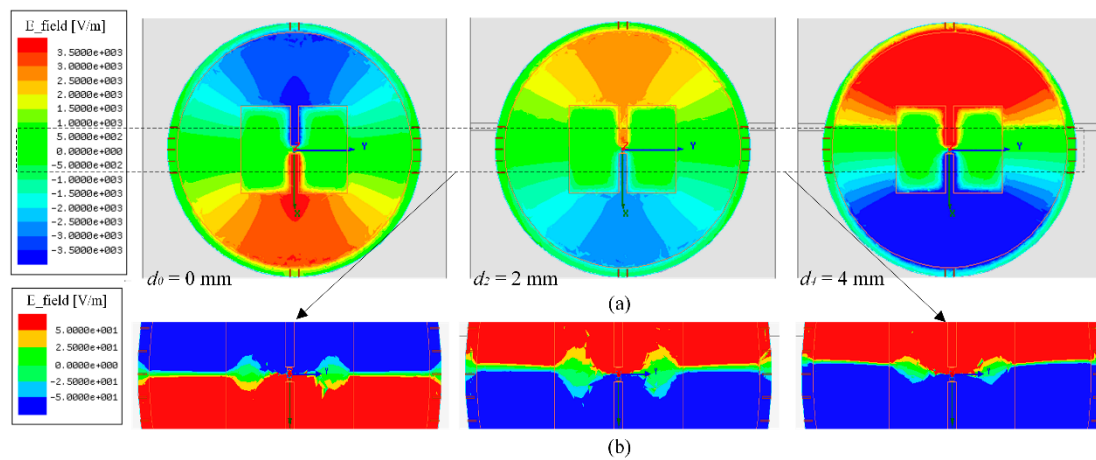 E_field [V/m]
3.5000e+003
3.0000e+003
2.5000e+003
2.0000e+003
1.5000e+003
1.0000e+003
5.0000e+002
0.0000e+000
-5.0000e+002
-1.0000e+003
-1.5000e+003
-2.0000e+003
-2.5000e+003
-3.0000e+003
-3.5000e+003
Y
X
Y
X
Y
X
d0 = 0 mm
d2 = 2 mm
d4 = 4 mm
(a)
E_field [V/m]
5.0000e+001
2.5000e+001
0.0000e+000
-2.5000e+001
-5.0000e+001
Y
Y
Y
(b)